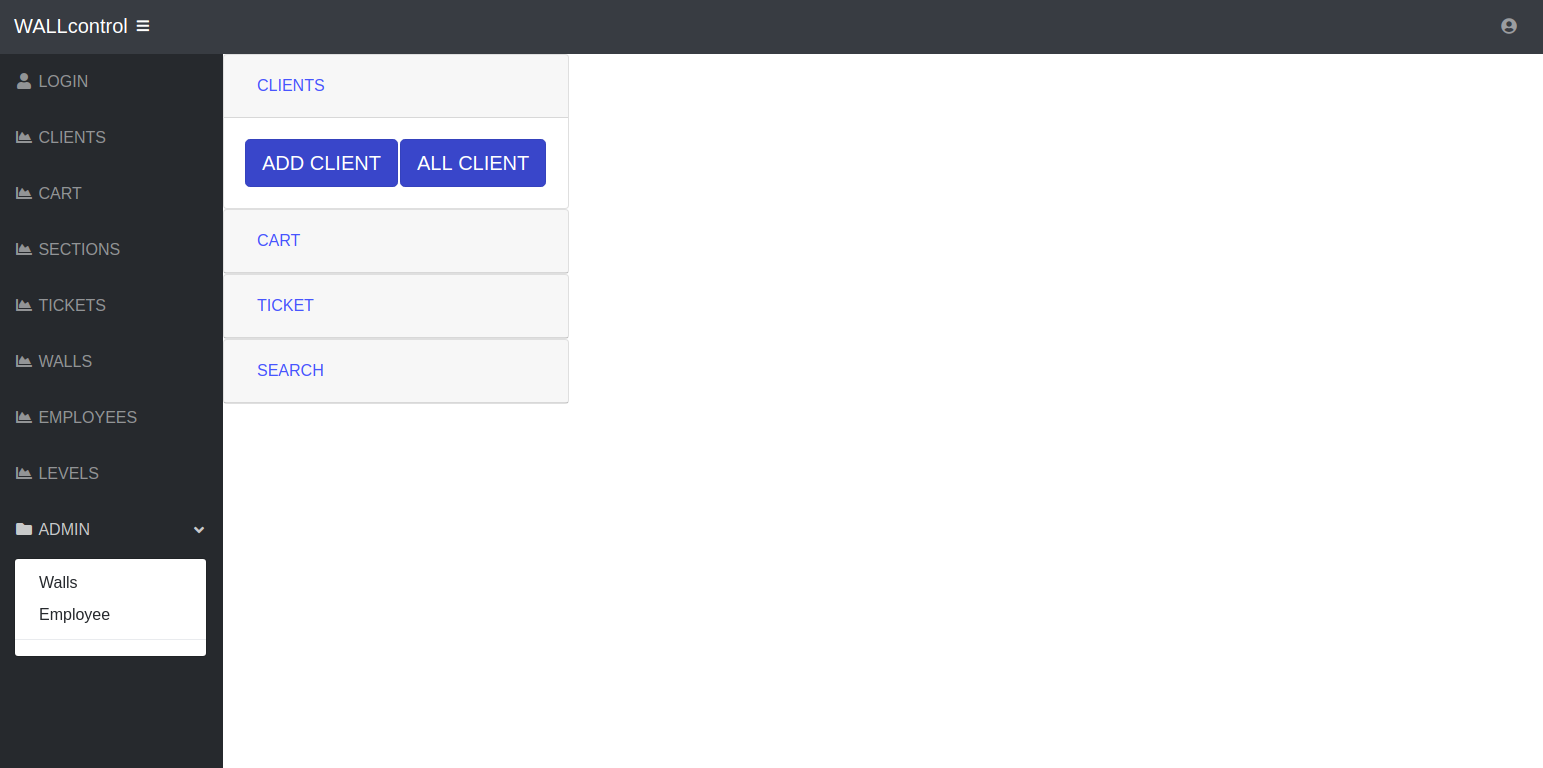 WALLcontrol
LOGIN
CLIENTS
CART
SECTIONS
TICKETS
WALLS
EMPLOYEES
LEVELS
ADMIN
Walls
Employee
CLIENTS
ADD CLIENT ALL CLIENT
CART
TICKET
SEARCH